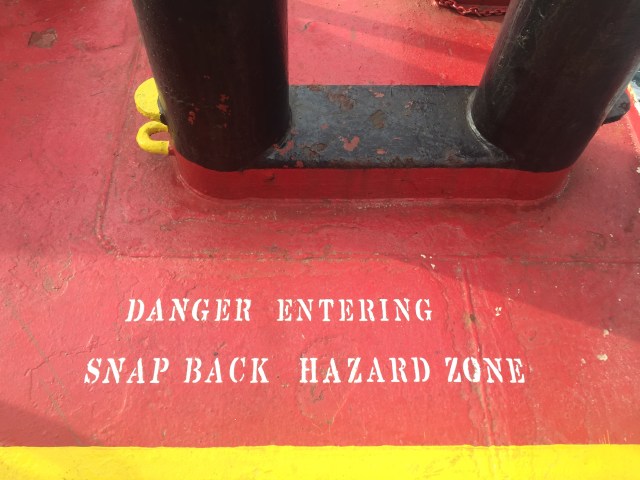 DANGER ENTERING
SNAP BACK HAZARD ZONE